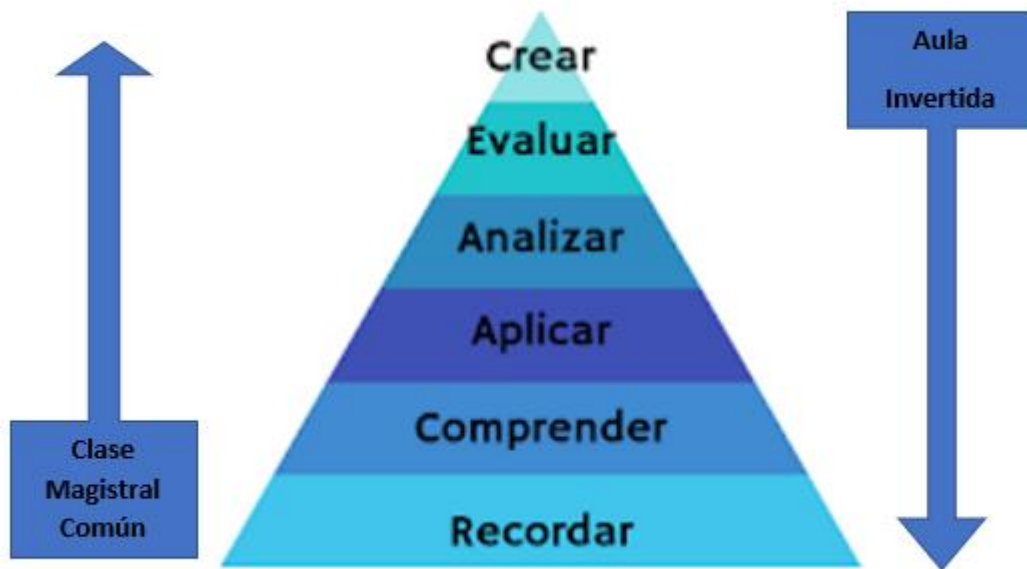 Crear
Evaluar
Analizar
Aplicar
Comprender
Recordar
Clase
Magistral
Común
Aula
Invertida